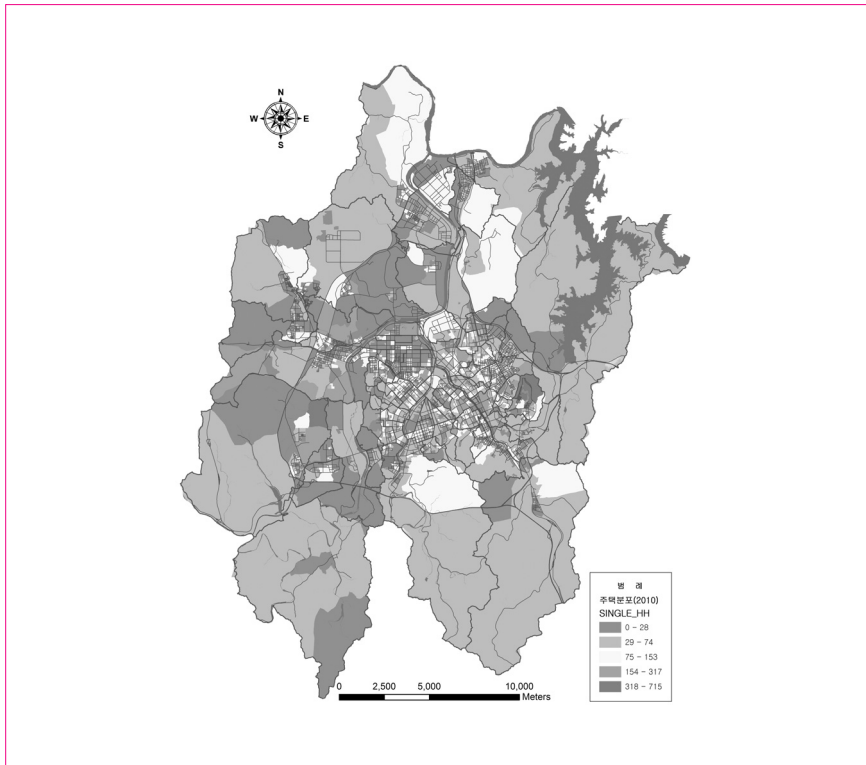 N
W E
S
범 례
주택분포(2010)
SINGLE_HH
0 - 28
29 - 74
75 - 153
154 - 317
318 - 715
0 2,500 5,000 10,000
Meters